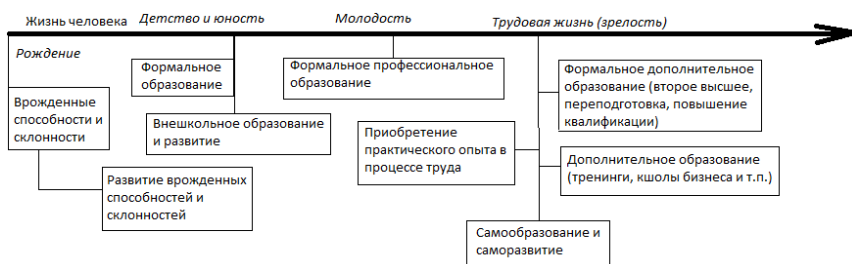 Жизнь человека
Детство и юность
Молодость
Трудовая жизнь (зрелость)
Рождение
Формальное
образование
Формальное профессиональное
образование
Формальное дополнительное
образование (второе высшее,
переподготовка, повышение
квалификации)
Врожденные
способности и
склонности
Внешкольное образование
и развитие
Приобретение
практического опыта в
процессе труда
Дополнительное образование
(тренинги, кшолы бизнеса и т.п.)
Развитие врожденных
способностей и
склонностей
Самообразование и
саморазвитие